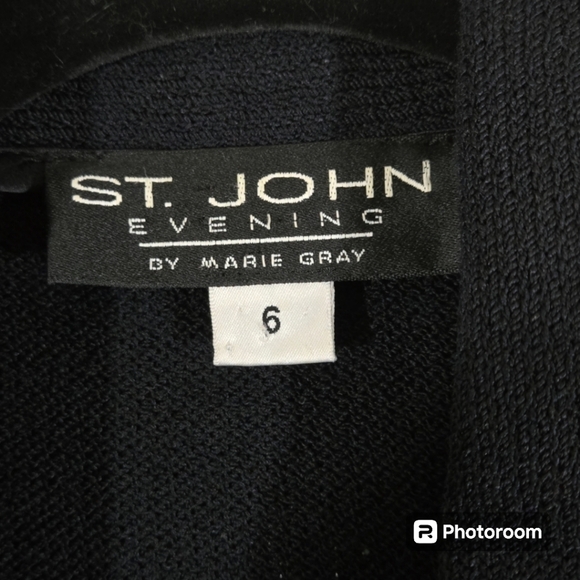 ST. JOHN
EVENING
BY MARIE GRAY
6
Photoroom